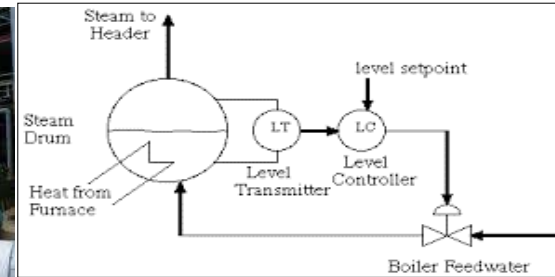 Steam to
Header
level setpoint
Steam
Drum
LT
LC
Level
Transmitter
Level
Controller
Heat from
Furnace
Boiler Feedwater